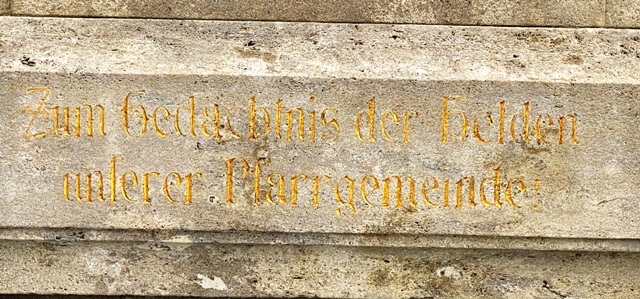 Zum Gedächtnis der Helden
unserer Pfarrgemeinde: